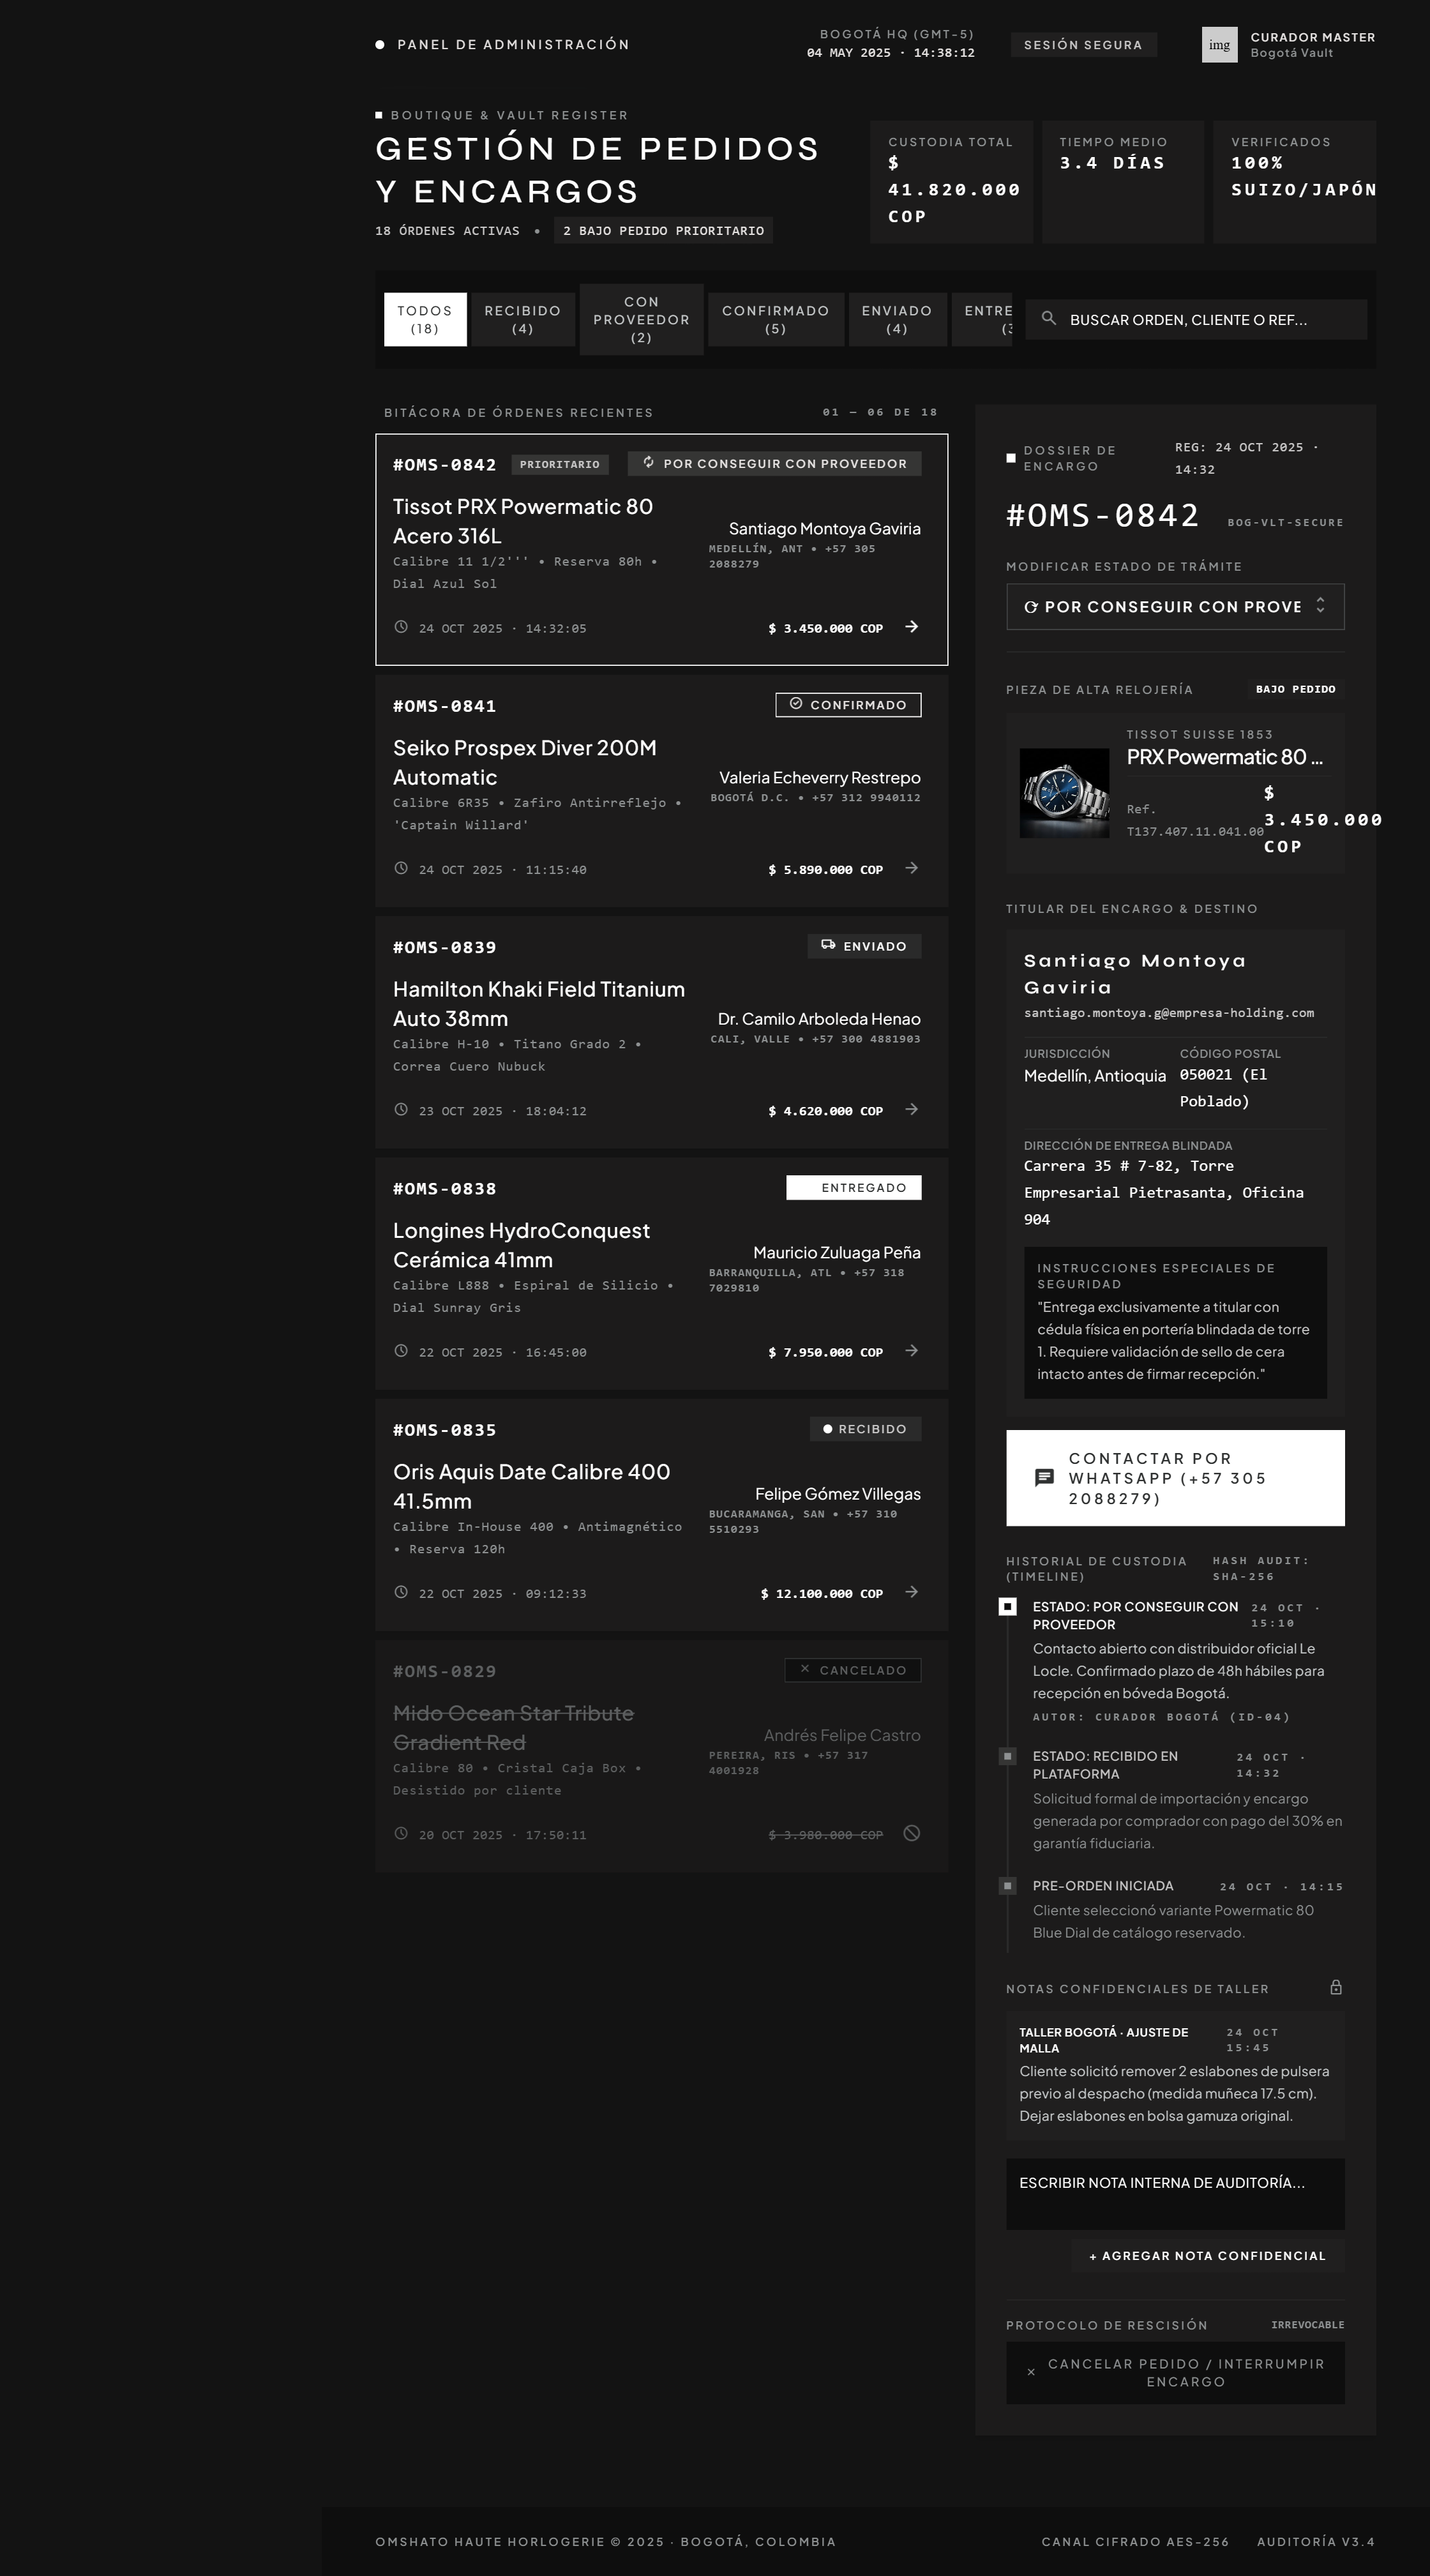 PANEL DE ADMINISTRACIÓN
BOGOTÁ HQ (GMT-5)
04 MAY 2025 · 14:38:12
SESIÓN SEGURA
img
CURADOR MASTER
Bogotá Vault
BOUTIQUE & VAULT REGISTER
GESTIÓN DE PEDIDOS
Y ENCARGOS
18 ÓRDENES ACTIVAS • 2 BAJO PEDIDO PRIORITARIO
CUSTODIA TOTAL
$
41.820.000
COP
TIEMPO MEDIO
3.4 DÍAS
VERIFICADOS
100%
SUIZO/JAPÓN
TODOS
(18)
RECIBIDO
(4)
CON
PROVEEDOR
(2)
CONFIRMADO
(5)
ENVIADO
(4)
ENTRE
(3
BUSCAR ORDEN, CLIENTE O REF...
BITÁCORA DE ÓRDENES RECIENTES
01 — 06 DE 18
#OMS-0842
PRIORITARIO
POR CONSEGUIR CON PROVEEDOR
Tissot PRX Powermatic 80
Acero 316L
Calibre 11 1/2''' • Reserva 80h •
Dial Azul Sol
Santiago Montoya Gaviria
MEDELLÍN, ANT • +57 305
2088279
24 OCT 2025 · 14:32:05
$ 3.450.000 COP
#OMS-0841
CONFIRMADO
Seiko Prospex Diver 200M
Automatic
Calibre 6R35 • Zafiro Antirreflejo •
'Captain Willard'
Valeria Echeverry Restrepo
BOGOTÁ D.C. • +57 312 9940112
24 OCT 2025 · 11:15:40
$ 5.890.000 COP
#OMS-0839
ENVIADO
Hamilton Khaki Field Titanium
Auto 38mm
Calibre H-10 • Titano Grado 2 •
Correa Cuero Nubuck
Dr. Camilo Arboleda Henao
CALI, VALLE • +57 300 4881903
23 OCT 2025 · 18:04:12
$ 4.620.000 COP
#OMS-0838
ENTREGADO
Longines HydroConquest
Cerámica 41mm
Calibre L888 • Espiral de Silicio •
Dial Sunray Gris
Mauricio Zuluaga Peña
BARRANQUILLA, ATL • +57 318
7029810
22 OCT 2025 · 16:45:00
$ 7.950.000 COP
#OMS-0835
RECIBIDO
Oris Aquis Date Calibre 400
41.5mm
Calibre In-House 400 • Antimagnético
• Reserva 120h
Felipe Gómez Villegas
BUCARAMANGA, SAN • +57 310
5510293
22 OCT 2025 · 09:12:33
$ 12.100.000 COP
#OMS-0829
CANCELADO
Mido Ocean Star Tribute
Gradient Red
Calibre 80 • Cristal Caja Box •
Desistido por cliente
Andrés Felipe Castro
PEREIRA, RIS • +57 317
4001928
20 OCT 2025 · 17:50:11
$ 3.980.000 COP
DOSSIER DE
ENCARGO
REG: 24 OCT 2025 ·
14:32
#OMS-0842
BOG-VLT-SECURE
MODIFICAR ESTADO DE TRÁMITE
⟳ POR CONSEGUIR CON PROVE
PIEZA DE ALTA RELOJERÍA
BAJO PEDIDO
TISSOT SUISSE 1853
PRX Powermatic 80 ...
Ref.
T137.407.11.041.00
$
3.450.000
COP
TITULAR DEL ENCARGO & DESTINO
Santiago Montoya
Gaviria
santiago.montoya.g@empresa-holding.com
JURISDICCIÓN
Medellín, Antioquia
CÓDIGO POSTAL
050021 (El
Poblado)
DIRECCIÓN DE ENTREGA BLINDADA
Carrera 35 # 7-82, Torre
Empresarial Pietrasanta, Oficina
904
INSTRUCCIONES ESPECIALES DE
SEGURIDAD
"Entrega exclusivamente a titular con
cédula física en portería blindada de torre
1. Requiere validación de sello de cera
intacto antes de firmar recepción."
CONTACTAR POR
WHATSAPP (+57 305
2088279)
HISTORIAL DE CUSTODIA
(TIMELINE)
HASH AUDIT:
SHA-256
ESTADO: POR CONSEGUIR CON
PROVEEDOR
24 OCT ·
15:10
Contacto abierto con distribuidor oficial Le
Locle. Confirmado plazo de 48h hábiles para
recepción en bóveda Bogotá.
AUTOR: CURADOR BOGOTÁ (ID-04)
ESTADO: RECIBIDO EN
PLATAFORMA
24 OCT ·
14:32
Solicitud formal de importación y encargo
generada por comprador con pago del 30% en
garantía fiduciaria.
PRE-ORDEN INICIADA
24 OCT · 14:15
Cliente seleccionó variante Powermatic 80
Blue Dial de catálogo reservado.
NOTAS CONFIDENCIALES DE TALLER
TALLER BOGOTÁ · AJUSTE DE
MALLA
24 OCT
15:45
Cliente solicitó remover 2 eslabones de pulsera
previo al despacho (medida muñeca 17.5 cm).
Dejar eslabones en bolsa gamuza original.
ESCRIBIR NOTA INTERNA DE AUDITORÍA...
+ AGREGAR NOTA CONFIDENCIAL
PROTOCOLO DE RESCISIÓN
IRREVOCABLE
× CANCELAR PEDIDO / INTERRUMPIR
ENCARGO
OMSHATO HAUTE HORLOGERIE © 2025 · BOGOTÁ, COLOMBIA
CANAL CIFRADO AES-256
AUDITORÍA V3.4